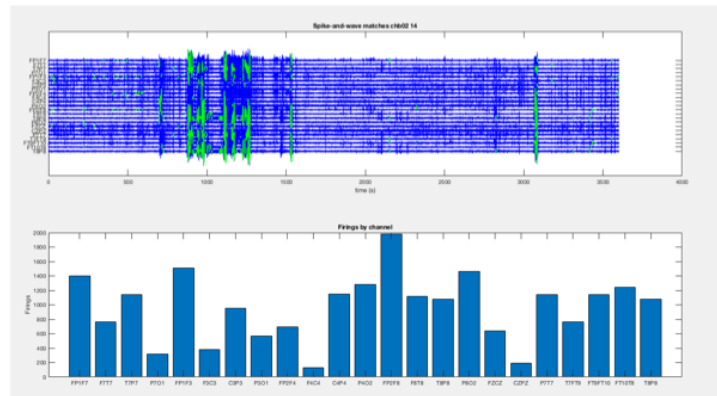 Spike-and-wave matches chb02 14
FP1F7
T8P8
0 500 1000 1500 2000 2500 3000 3500 4000
time (s)
Firings by channel
2000
1800
1600
1400
1200
1000
800
600
400
200
0
Firings
FP1F7 F7T7 T7P7 P7O1 FP1F3 F3C3 C3P3 P3O1 FP2F4 F4C4 C4P4 P4O2 FP2F8 F8T8 T8P8 P8O2 FZCZ CZPZ P7T7 T7FT9 FT9FT10 FT10T8 T8P8